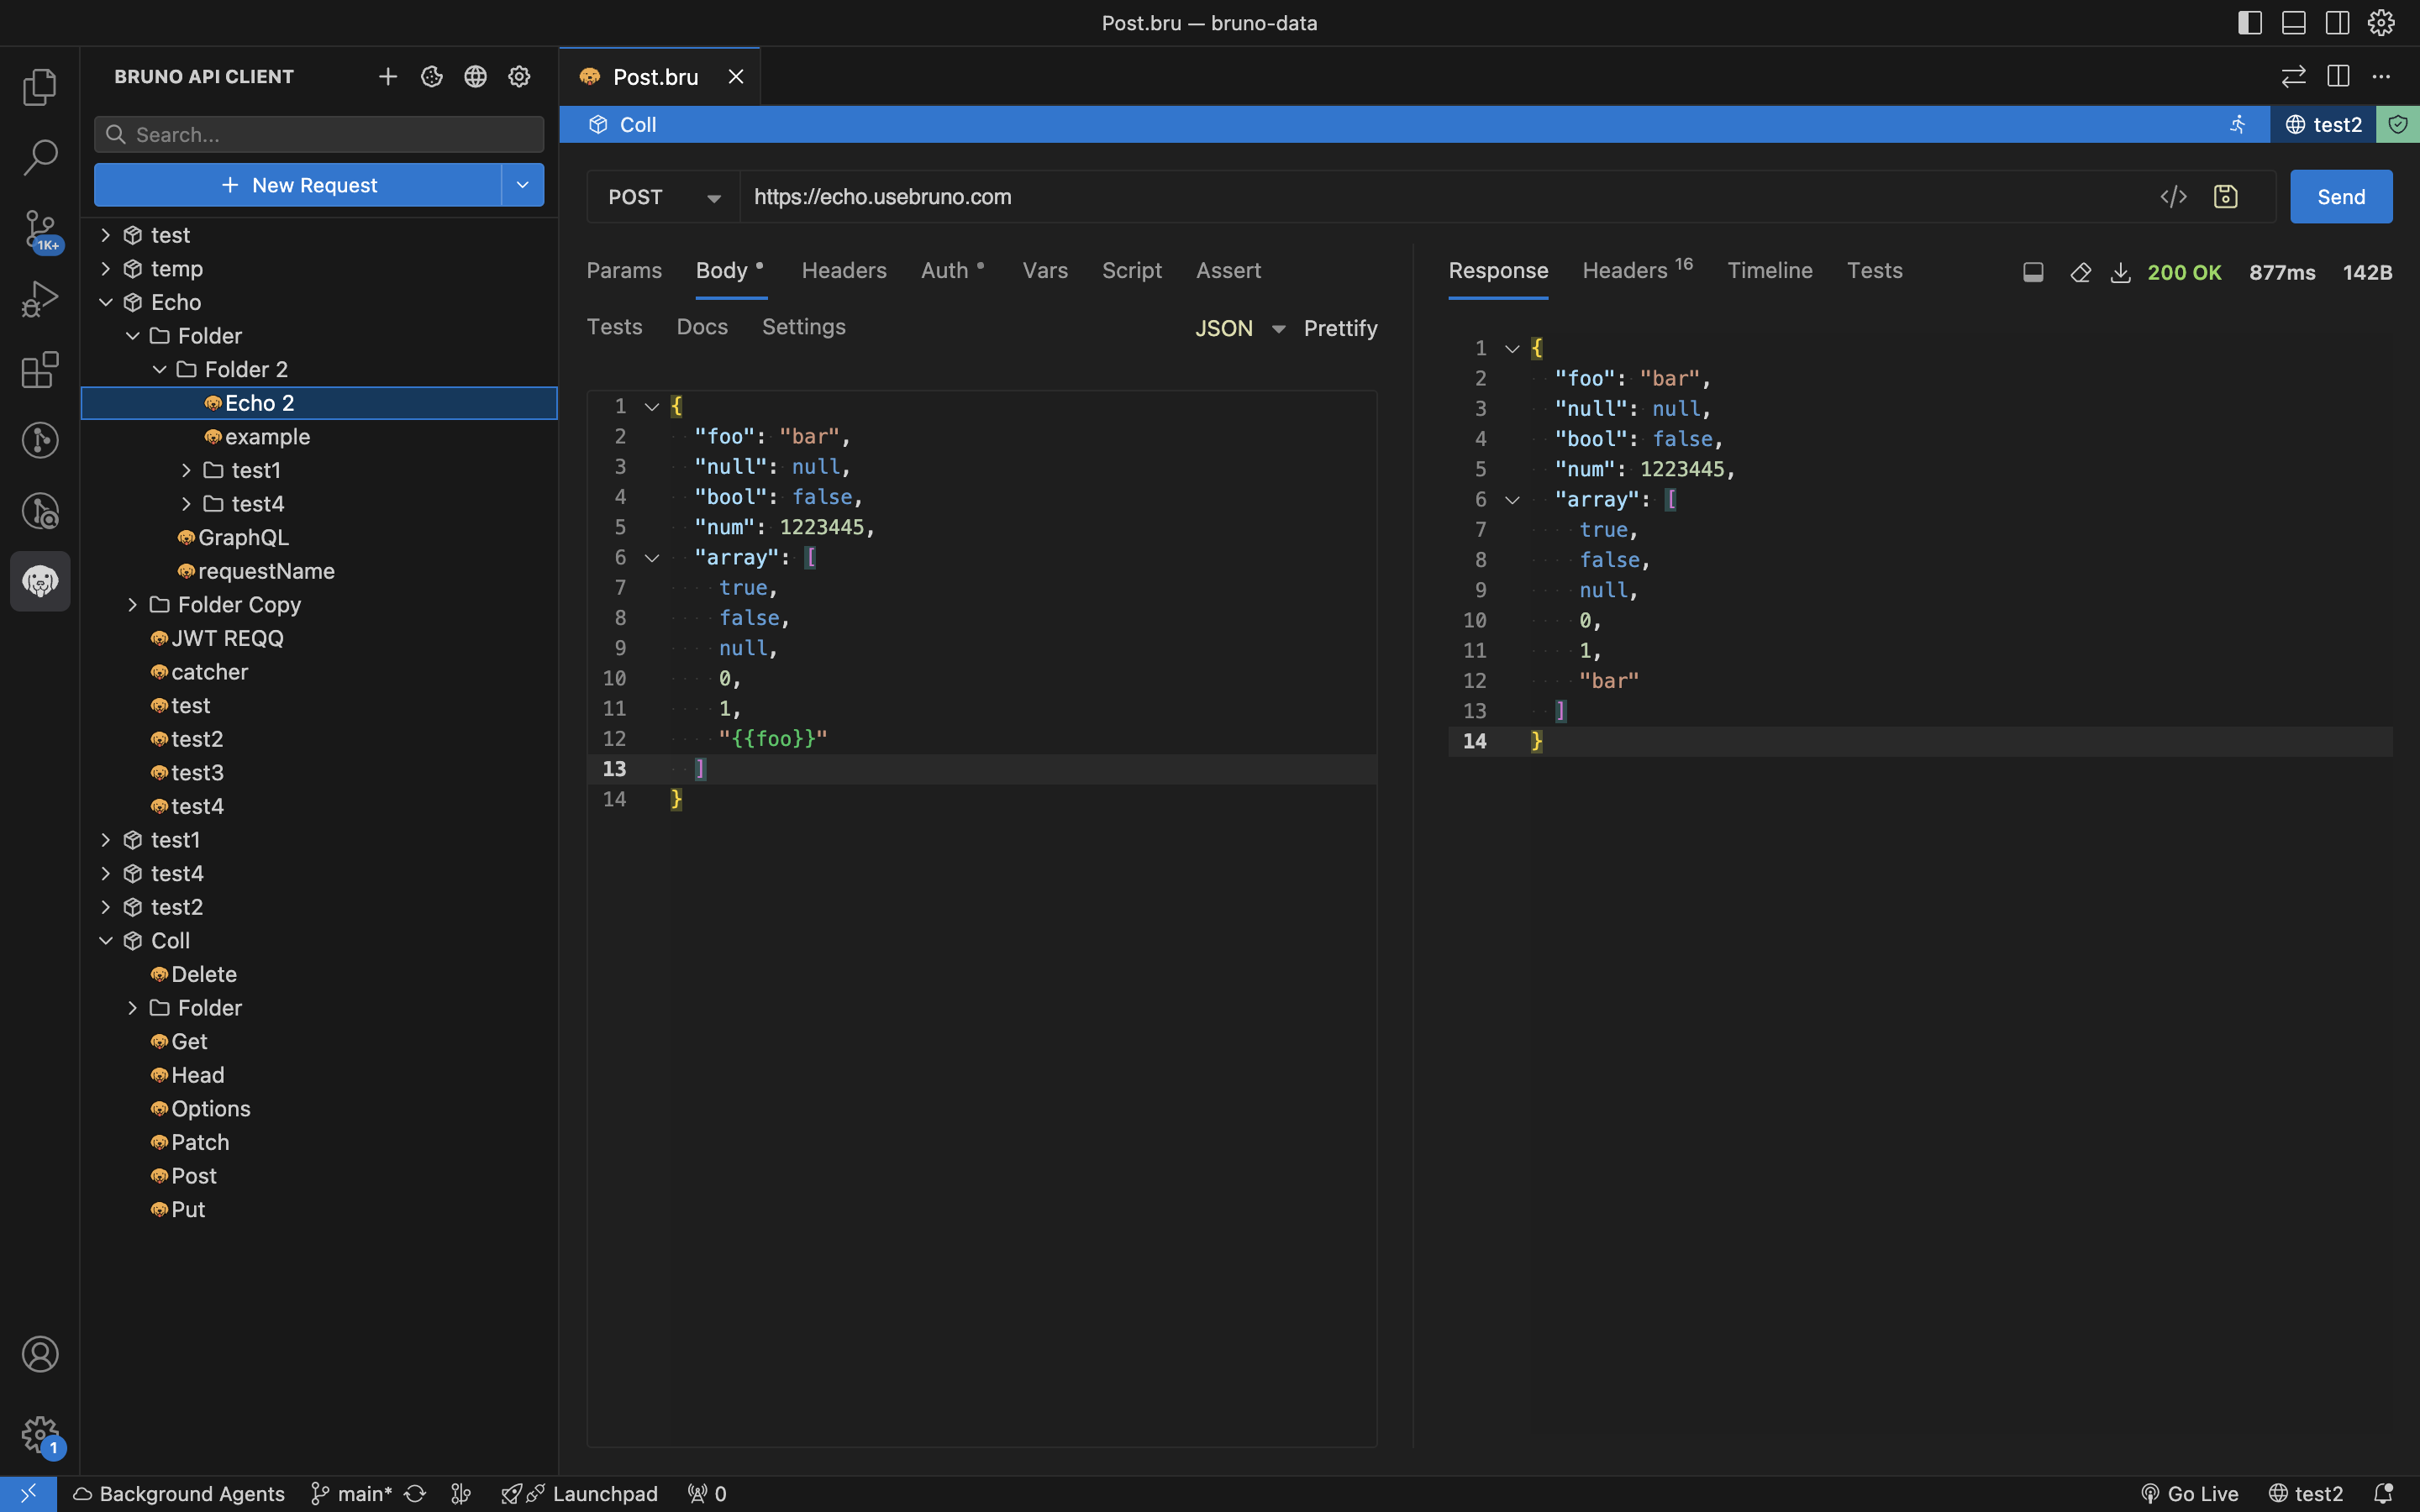 Post.bru — bruno-data
BRUNO API CLIENT
Search...
New Request
1K+
test
temp
Echo
Folder
Folder 2
Echo 2
example
test1
test4
GraphQL
requestName
Folder Copy
JWT REQQ
catcher
test
test2
test3
test4
test1
test4
test2
Coll
Delete
Folder
Get
Head
Options
Patch
Post
Put
1
Post.bru
Coll
test2
POST
https://echo.usebruno.com
</>
Send
Params Body Headers Auth Vars Script Assert
Tests Docs Settings
JSON Prettify
1 {
2 "foo": "bar",
3 "null": null,
4 "bool": false,
5 "num": 1223445,
6 "array": [
7 true,
8 false,
9 null,
10 0,
11 1,
12 "{{foo}}"
13 ]
14 }
Response Headers 16 Timeline Tests
200 OK 877ms 142B
1 {
2 "foo": "bar",
3 "null": null,
4 "bool": false,
5 "num": 1223445,
6 "array": [
7 true,
8 false,
9 null,
10 0,
11 1,
12 "bar"
13 ]
14 }
Background Agents main* Launchpad 0
Go Live test2